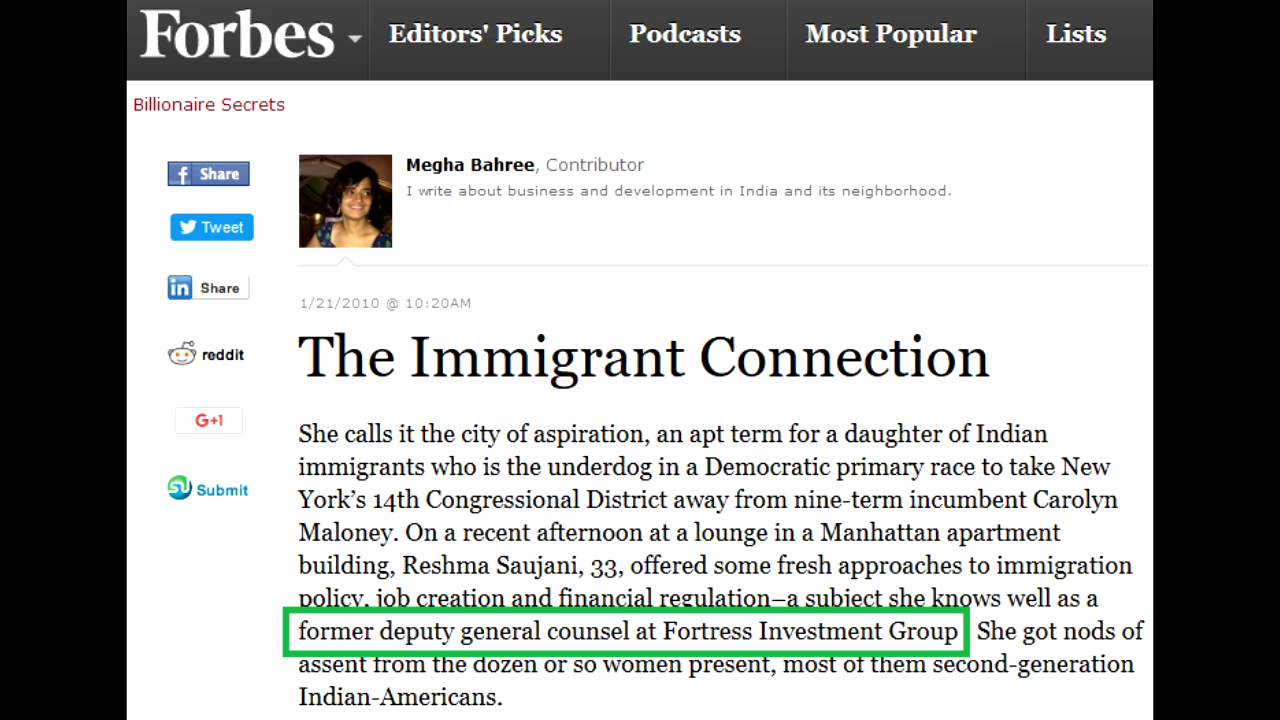 Forbes
Editors' Picks
Podcasts
Most Popular
Lists
Billionaire Secrets
f Share
Tweet
in Share
reddit
G+1
Submit
Megha Bahree, Contributor
I write about business and development in India and its neighborhood.
1/21/2010 @ 10:20AM
The Immigrant Connection
She calls it the city of aspiration, an apt term for a daughter of Indian
immigrants who is the underdog in a Democratic primary race to take New
York’s 14th Congressional District away from nine-term incumbent Carolyn
Maloney. On a recent afternoon at a lounge in a Manhattan apartment
building, Reshma Saujani, 33, offered some fresh approaches to immigration
policy, job creation and financial regulation–a subject she knows well as a
former deputy general counsel at Fortress Investment Group She got nods of
assent from the dozen or so women present, most of them second-generation
Indian-Americans.